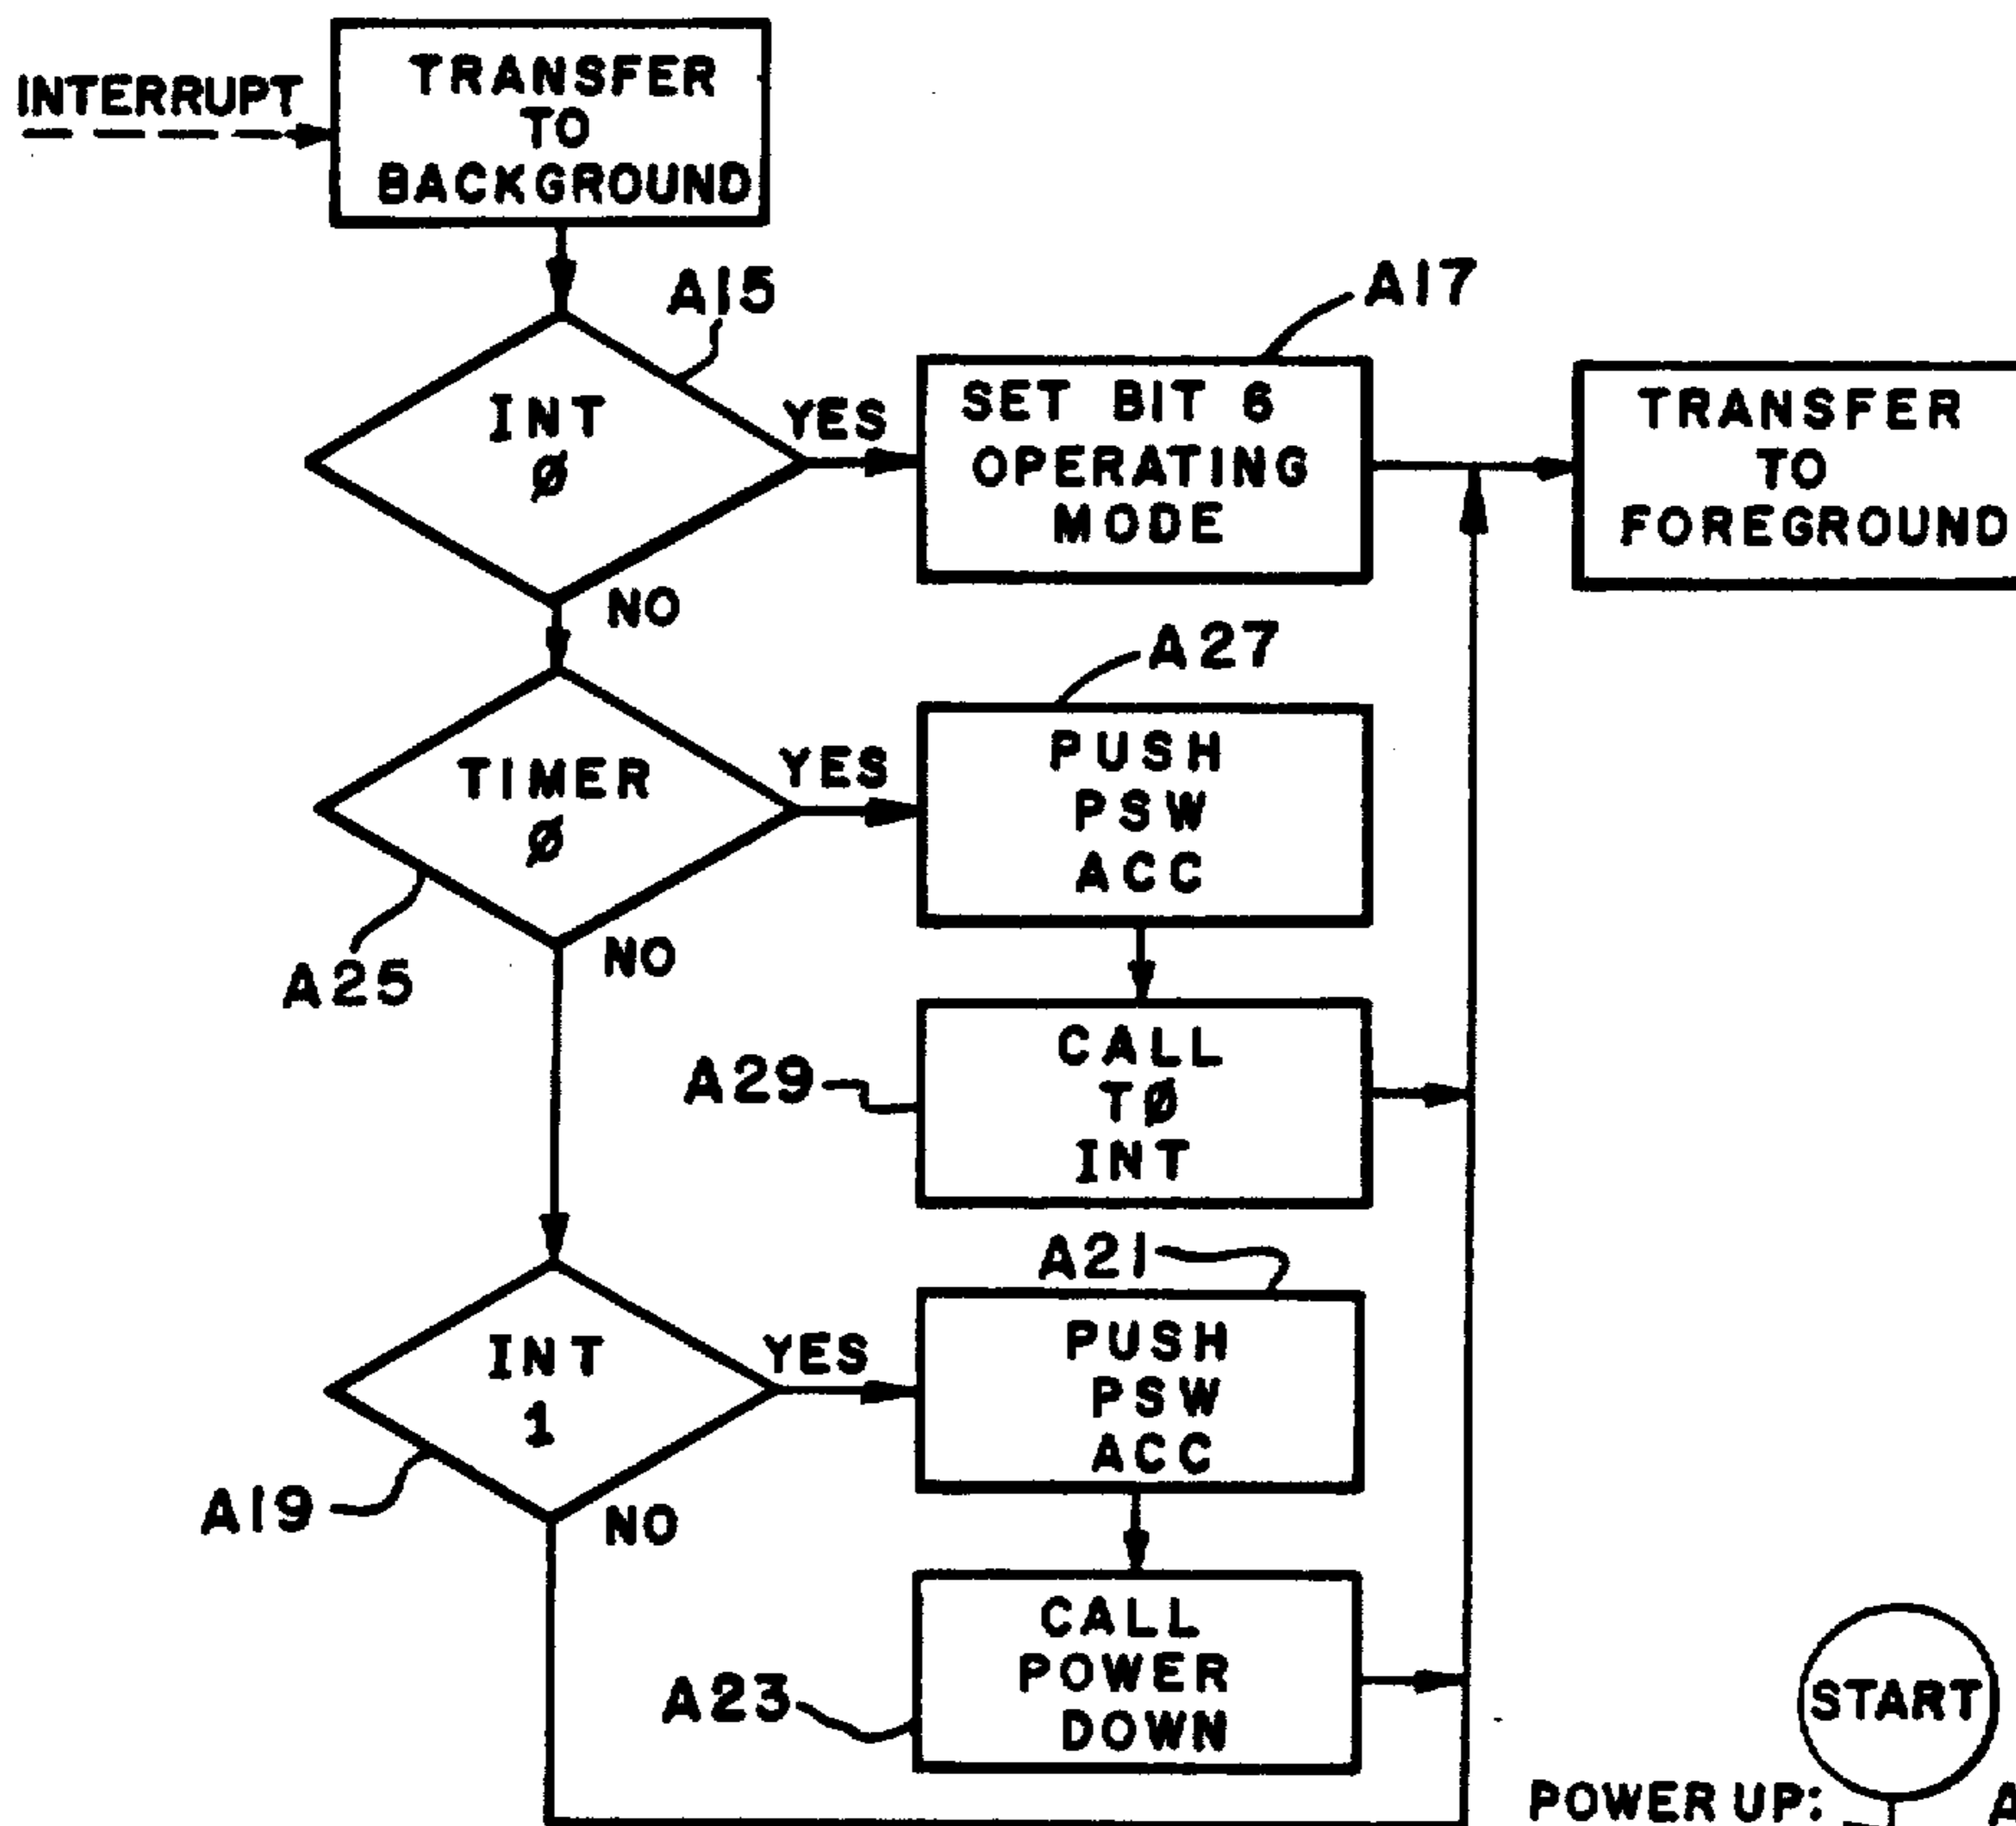 INTERRUPT
TRANSFER
TO
BACKGROUND
A15
INT
Ø
YES
NO
A17
SET BIT 6
OPERATING
MODE
TRANSFER
TO
FOREGROUND
A27
TIMER
Ø
YES
NO
A25
PUSH
PSW
ACC
A29
CALL
TØ
INT
A21
INT
1
YES
NO
A19
PUSH
PSW
ACC
A23
CALL
POWER
DOWN
START
POWER UP: